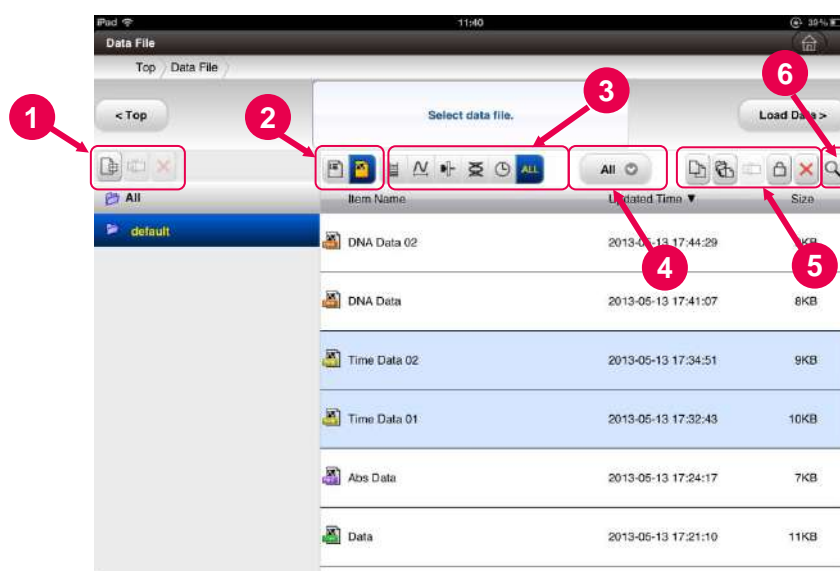 iPad 11:40 39%
Data File
Top Data File
6
3
1
2
< Top
Select data file.
Load Data >
ALL
All
All
Item Name
Updated Time ▼
Size
default
DNA Data 02
2013-05-13 17:44:29
KB
4
5
DNA Data
2013-05-13 17:41:07
8KB
Time Data 02
2013-05-13 17:34:51
9KB
Time Data 01
2013-05-13 17:32:43
10KB
Abs Data
2013-05-13 17:24:17
7KB
Data
2013-05-13 17:21:10
11KB